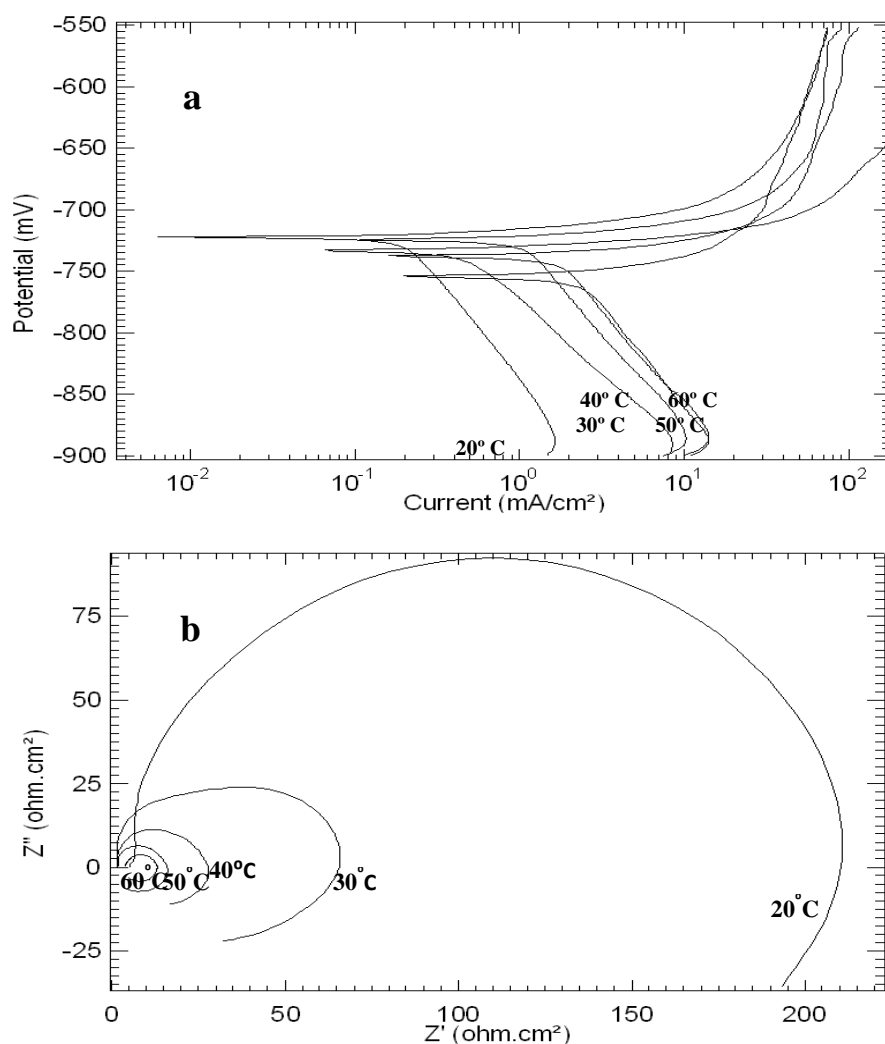 -550
-600
-650
-700
-750
-800
-850
-900
Potential (mV)
a
40º C
60º C
30º C
50º C
20º C
10⁻²
10⁻¹
10⁰
10¹
10²
Current (mA/cm²)
75
50
25
0
-25
Z'' (ohm.cm²)
b
60°C
50°C
40°C
30°C
20°C
0
50
100
150
200
Z' (ohm.cm²)